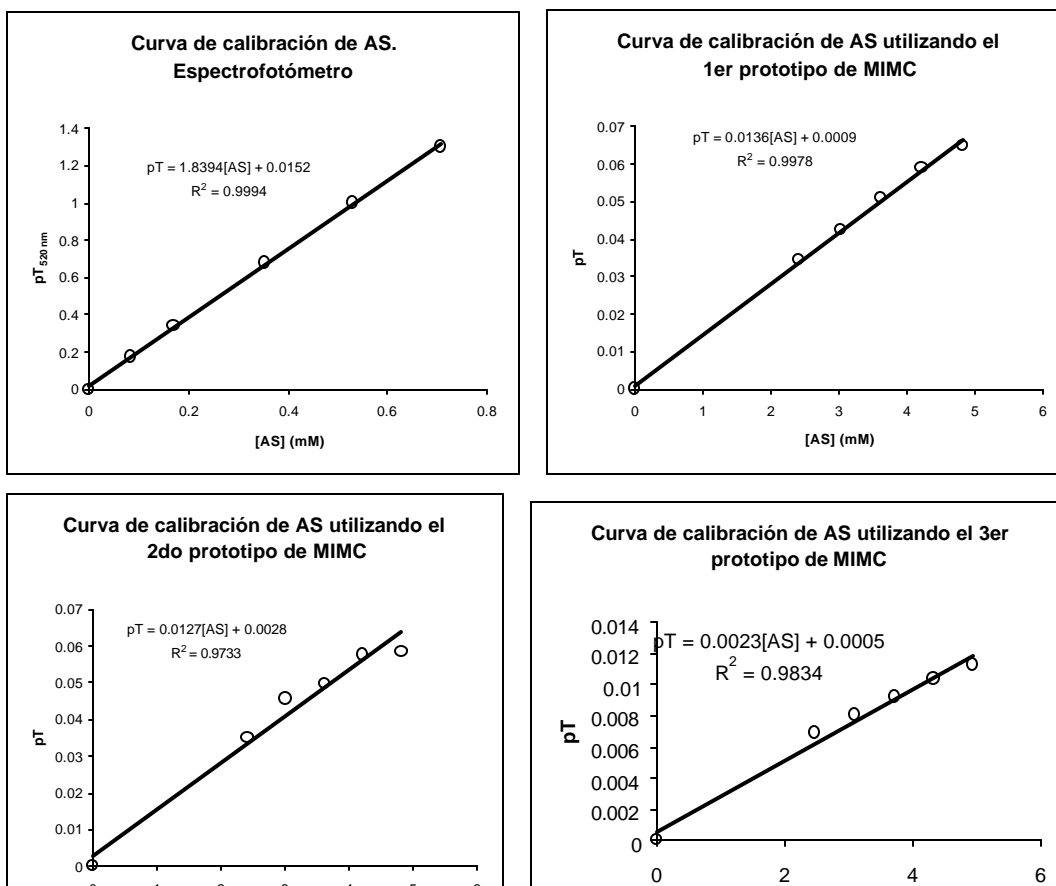 Curva de calibración de AS.
Espectrofotómetro
1.4
1.2
1
0.8
0.6
0.4
0.2
0
pT520 nm
pT = 1.8394[AS] + 0.0152
R2 = 0.9994
0 0.2 0.4 0.6 0.8
[AS] (mM)
Curva de calibración de AS utilizando el
1er prototipo de MIMC
0.07
0.06
0.05
0.04
0.03
0.02
0.01
0
pT
pT = 0.0136[AS] + 0.0009
R2 = 0.9978
0 1 2 3 4 5 6
[AS] (mM)
Curva de calibración de AS utilizando el
2do prototipo de MIMC
0.07
0.06
0.05
0.04
0.03
0.02
0.01
0
pT
pT = 0.0127[AS] + 0.0028
R2 = 0.9733
Curva de calibración de AS utilizando el 3er
prototipo de MIMC
0.014
0.012
0.01
0.008
0.006
0.004
0.002
0
pT
pT = 0.0023[AS] + 0.0005
R2 = 0.9834
0 2 4 6